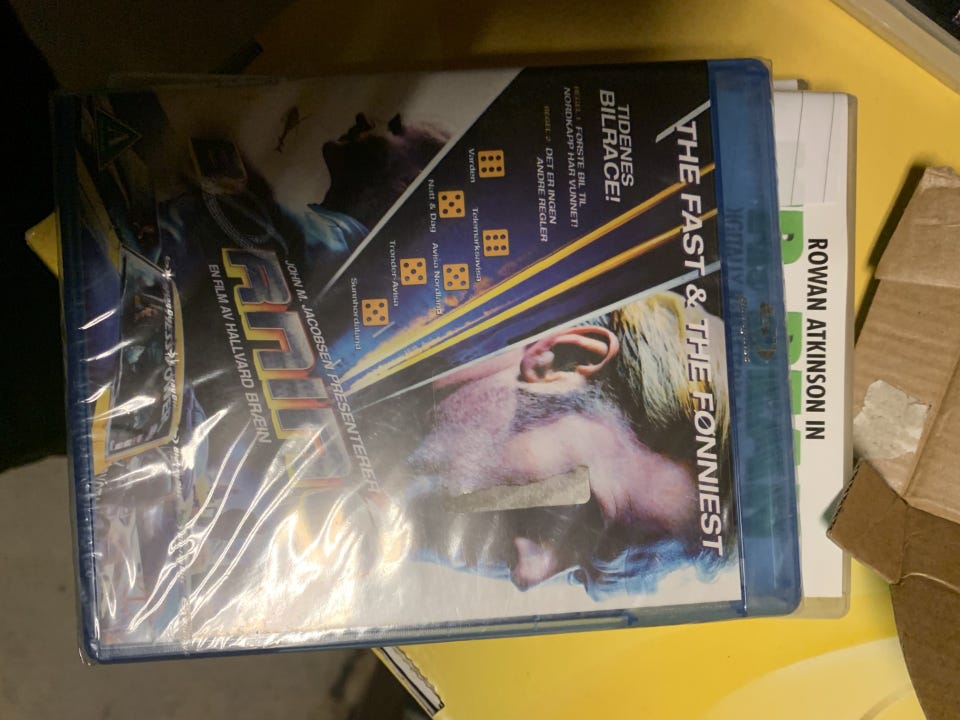 THE FAST & THE FØNNIEST
TIDENES
BILRACE!
REGEL 1 FØRSTE BIL TIL
NORDKAPP HAR VUNNET!
REGEL 2 DET ER INGEN
ANDRE REGLER
Varden
Telemarksavisa
Natt & Dag
Avisa Nordland
Trønder-Avisa
Sunnhordaland
JOHN M. JACOBSEN PRESENTERER
EN FILM AV HALLVARD BRÆIN
ROWAN ATKINSON IN